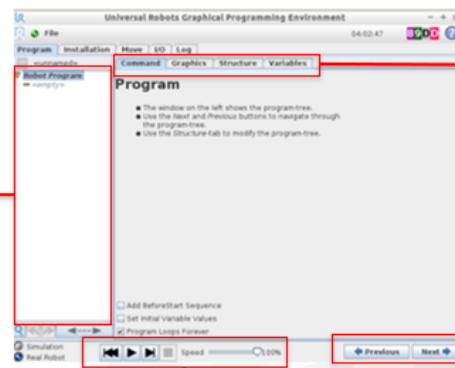 Universal Robots Graphical Programming Environment
File
04:02:47
Program Installation Move I/O Log
<unnamed>
Command Graphics Structure Variables
Robot Program
<empty>
Program
The window on the left shows the program-tree.
Use the Next and Previous buttons to navigate through
the program-tree.
Use the Structure-tab to modify the program-tree.
Add BeforeStart Sequence
Set Initial Variable Values
Program Loops Forever
Simulation
Real Robot
Speed
100%
Previous
Next